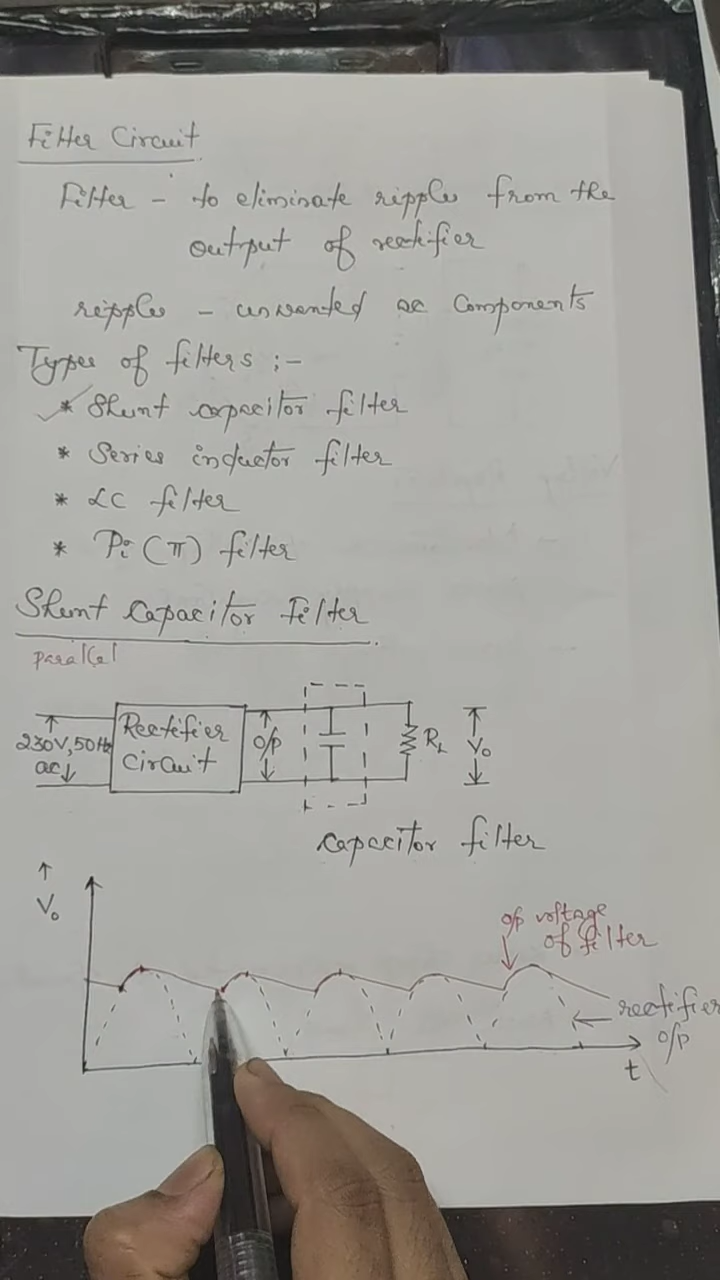 Filter Circuit
Filter - to eliminate ripples from the
output of rectifier
ripples - unwanted ac components
Types of filters :-
* Shunt capacitor filter
* Series inductor filter
* LC filter
* Pi (π) filter
Shunt Capacitor Filter
parallel
230V, 50Hz
ac
Rectifier
Circuit
o/p
RL
Vo
Capacitor filter
Vo
o/p voltage
of filter
rectifier
o/p
t